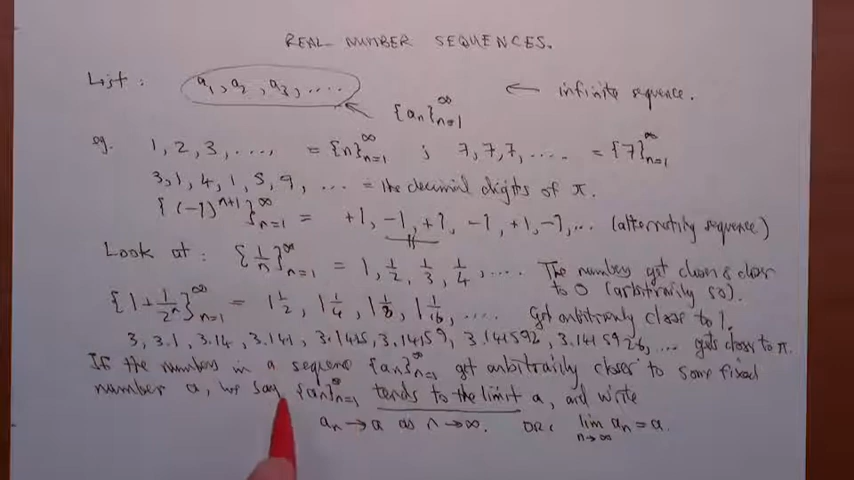 REAL NUMBER SEQUENCES.
List: a₁, a₂, a₃, .... ← infinite sequence.
{aₙ}ₙ₌₁^∞
eg. 1, 2, 3, ...., = {n}ₙ₌₁^∞ ; 7, 7, 7, .... = {7}ₙ₌₁^∞
3, 1, 4, 1, 5, 9, ... = the decimal digits of π.
{(-1)ⁿ⁺¹}ₙ₌₁^∞ = +1, -1, +1, -1, +1, -1, ... (alternating sequence)
Look at: {1/n}ₙ₌₁^∞ = 1, 1/2, 1/3, 1/4, .... The numbers get closer & closer
to 0 (arbitrarily so).
{1+1/2ⁿ}ₙ₌₁^∞ = 1 1/2, 1 1/4, 1 1/8, 1 1/16, .... get arbitrarily close to 1.
3, 3.1, 3.14, 3.141, 3.1415, 3.14159, 3.141592, 3.1415926, ... gets close to π.
If the numbers in a sequence {aₙ}ₙ₌₁^∞ get arbitrarily closer to some fixed
number a, we say {aₙ}ₙ₌₁^∞ tends to the limit a, and write
aₙ → a as n → ∞. OR: lim n→∞ aₙ = a.